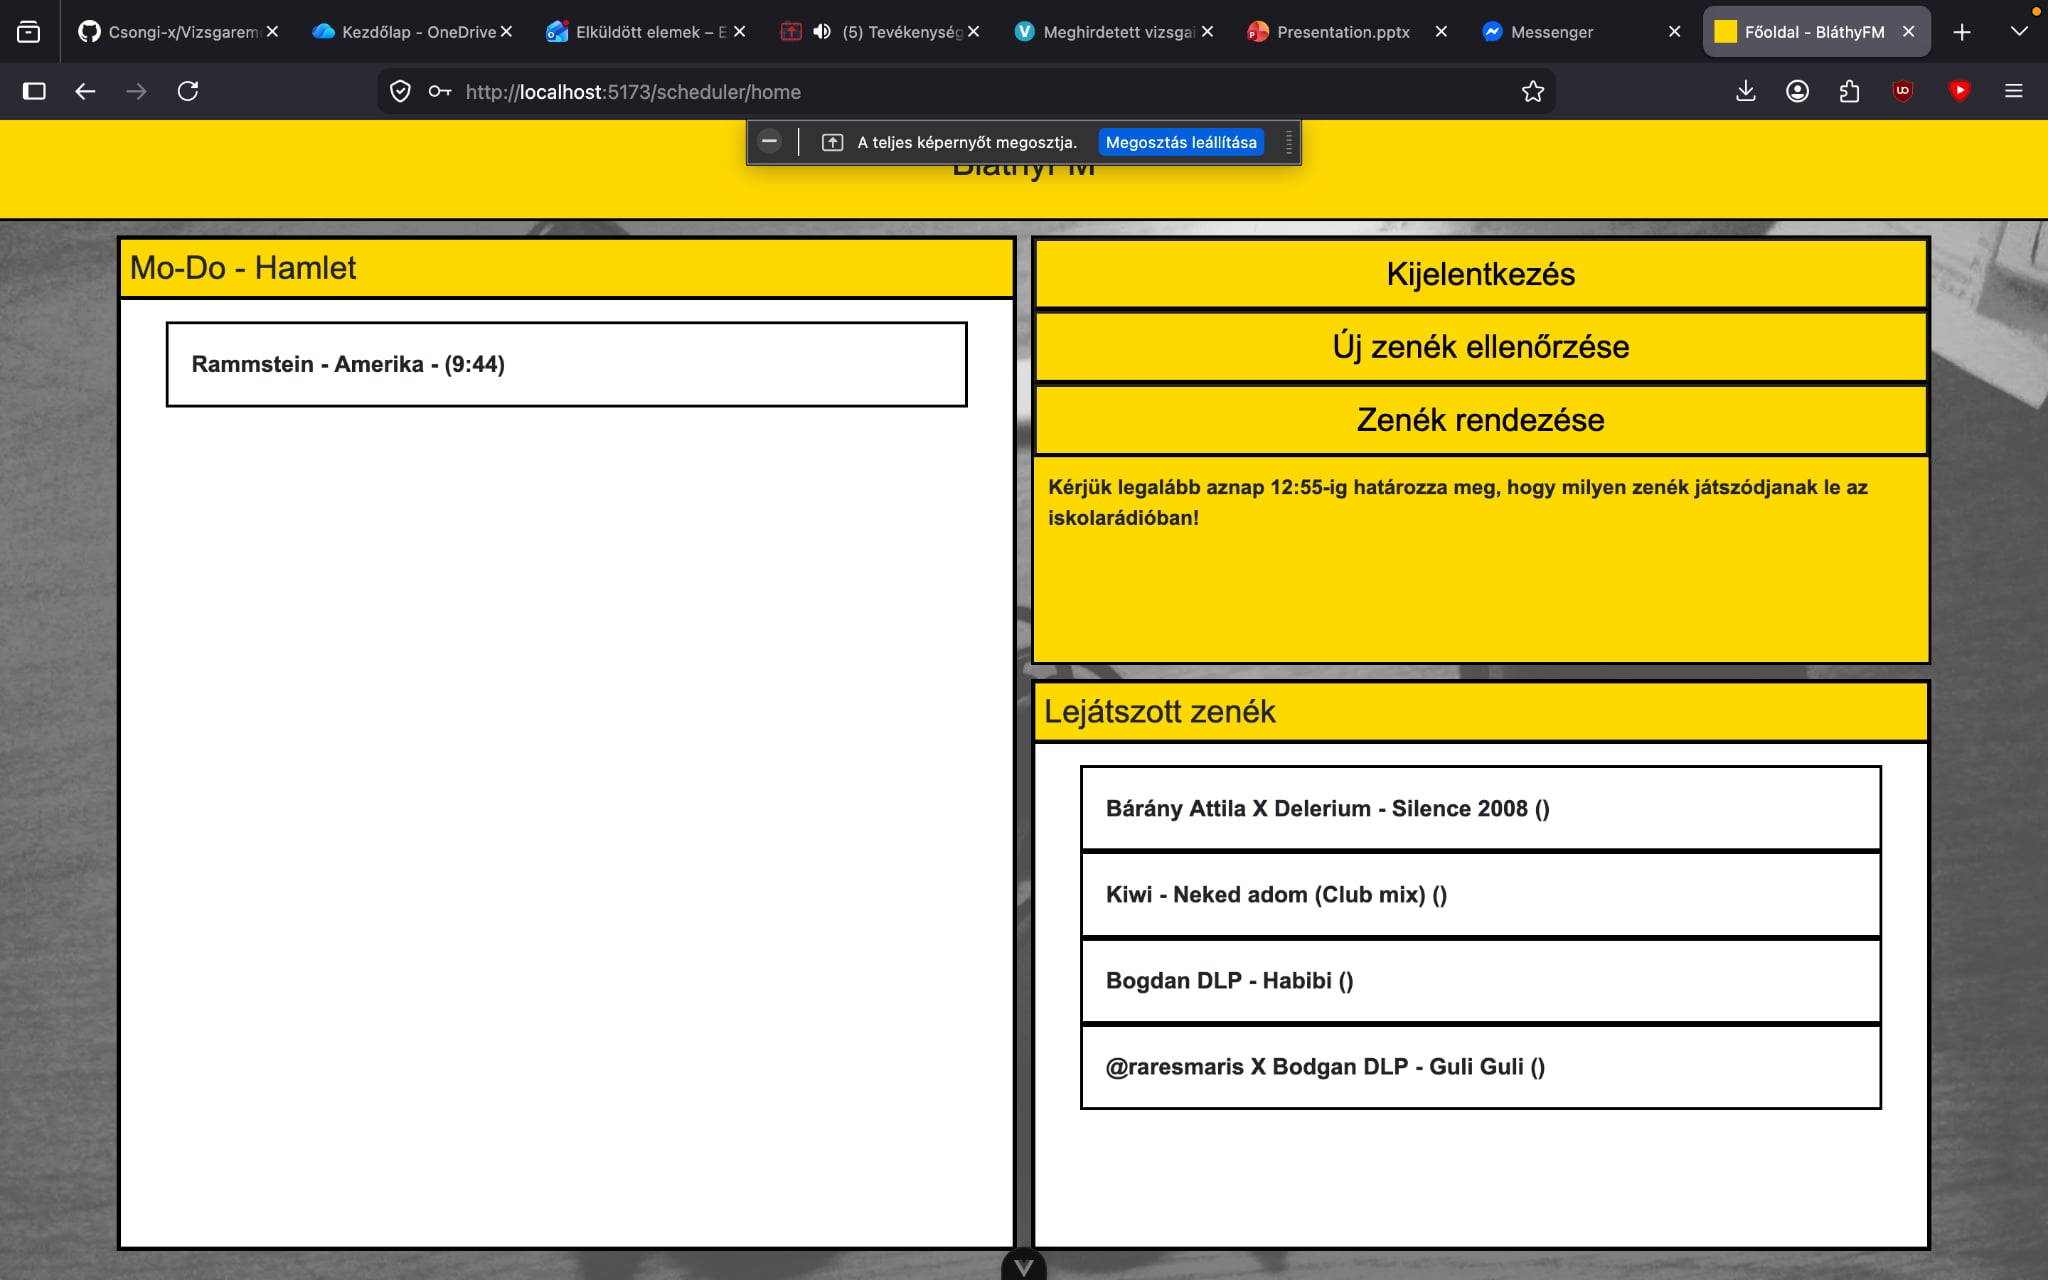 Csongi-x/Vizsgarem
Kezdőlap - OneDrive
Elküldött elemek – E
(5) Tevékenység
Meghirdetett vizsgai
Presentation.pptx
Messenger
Főoldal - BláthyFM
http://localhost:5173/scheduler/home
A teljes képernyőt megosztja.
Megosztás leállítása
BláthyFM
Mo-Do - Hamlet
Rammstein - Amerika - (9:44)
Kijelentkezés
Új zenék ellenőrzése
Zenék rendezése
Kérjük legalább aznap 12:55-ig határozza meg, hogy milyen zenék játszódjanak le az
iskolarádióban!
Lejátszott zenék
Bárány Attila X Delerium - Silence 2008 ()
Kiwi - Neked adom (Club mix) ()
Bogdan DLP - Habibi ()
@raresmaris X Bodgan DLP - Guli Guli ()